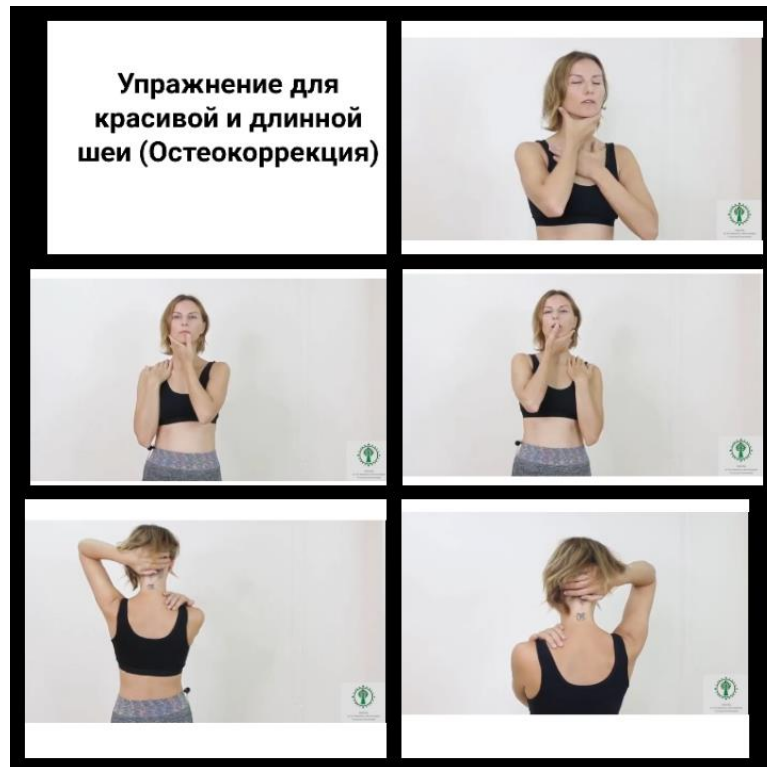 Упражнение для
красивой и длинной
шеи (Остеокоррекция)